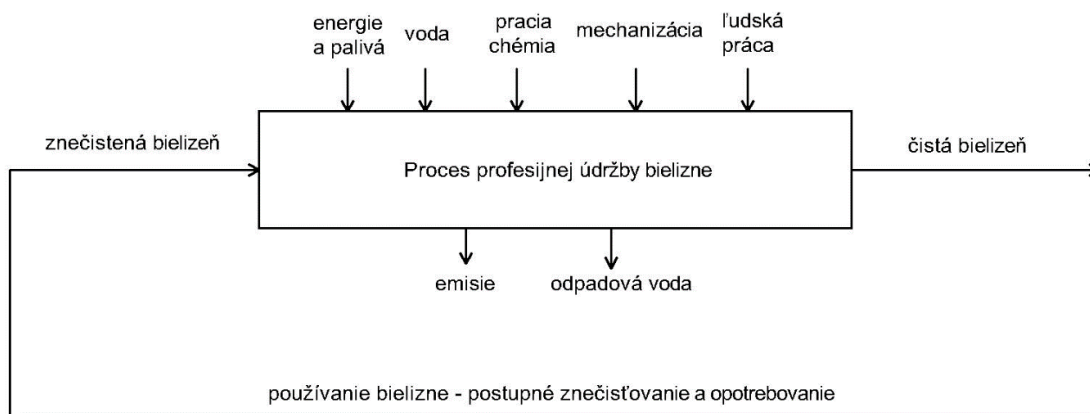 energie
a palivá
voda
pracia
chémia
mechanizácia
ľudská
práca
znečistená bielizeň
Proces profesijnej údržby bielizne
čistá bielizeň
emisie
odpadová voda
používanie bielizne - postupné znečisťovanie a opotrebovanie